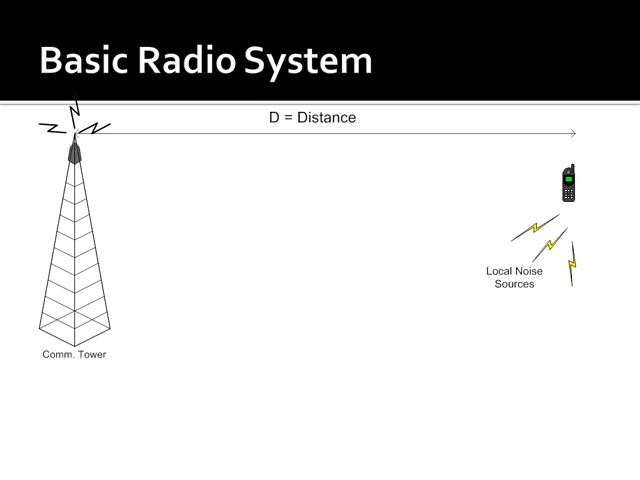 Basic Radio System
D = Distance
Local Noise
Sources
Comm. Tower